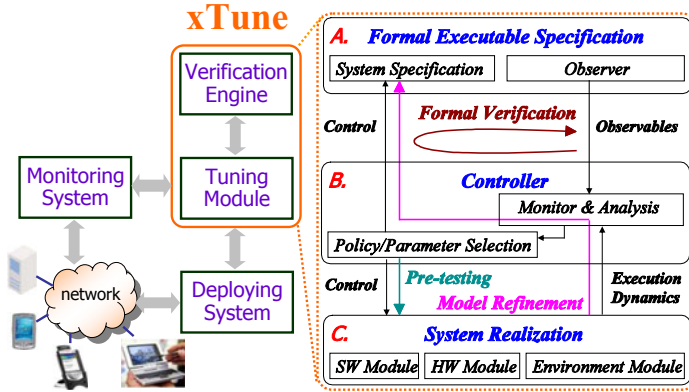 xTune
Verification
Engine
Monitoring
System
Tuning
Module
network
Deploying
System
A. Formal Executable Specification
System Specification
Observer
Formal Verification
Control
Observables
B. Controller
Monitor & Analysis
Policy/Parameter Selection
Control
Pre-testing
Execution
Dynamics
Model Refinement
C. System Realization
SW Module
HW Module
Environment Module